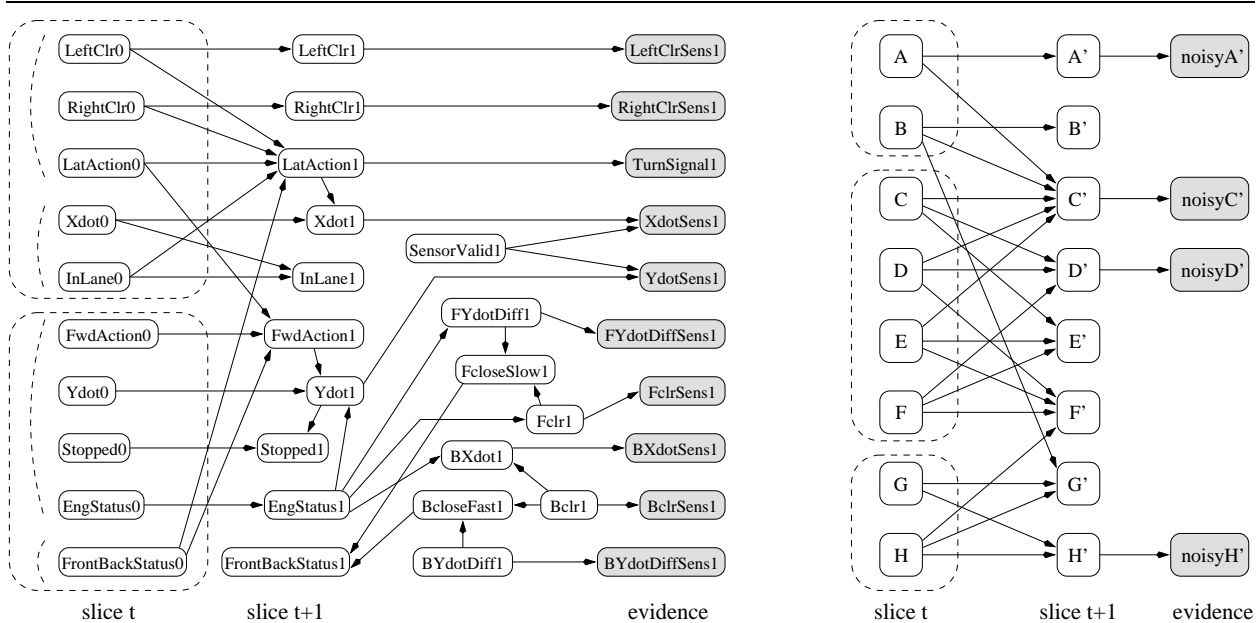 LeftClr0 LeftClr1 LeftClrSens1
RightClr0 RightClr1 RightClrSens1
LatAction0 LatAction1 TurnSignal1
Xdot0 Xdot1 XdotSens1
SensorValid1
InLane0 InLane1 YdotSens1
FYdotDiff1
FwdAction0 FwdAction1 FYdotDiffSens1
FcloseSlow1
Ydot0 Ydot1 FclrSens1
Fclr1
Stopped0 Stopped1 BXdotSens1
BXdot1
EngStatus0 EngStatus1 BcloseFast1 Bclr1 BclrSens1
FrontBackStatus0 FrontBackStatus1 BYdotDiff1 BYdotDiffSens1
slice t slice t+1 evidence
A A' noisyA'
B B'
C C' noisyC'
D D' noisyD'
E E'
F F'
G G'
H H' noisyH'
slice t slice t+1 evidence